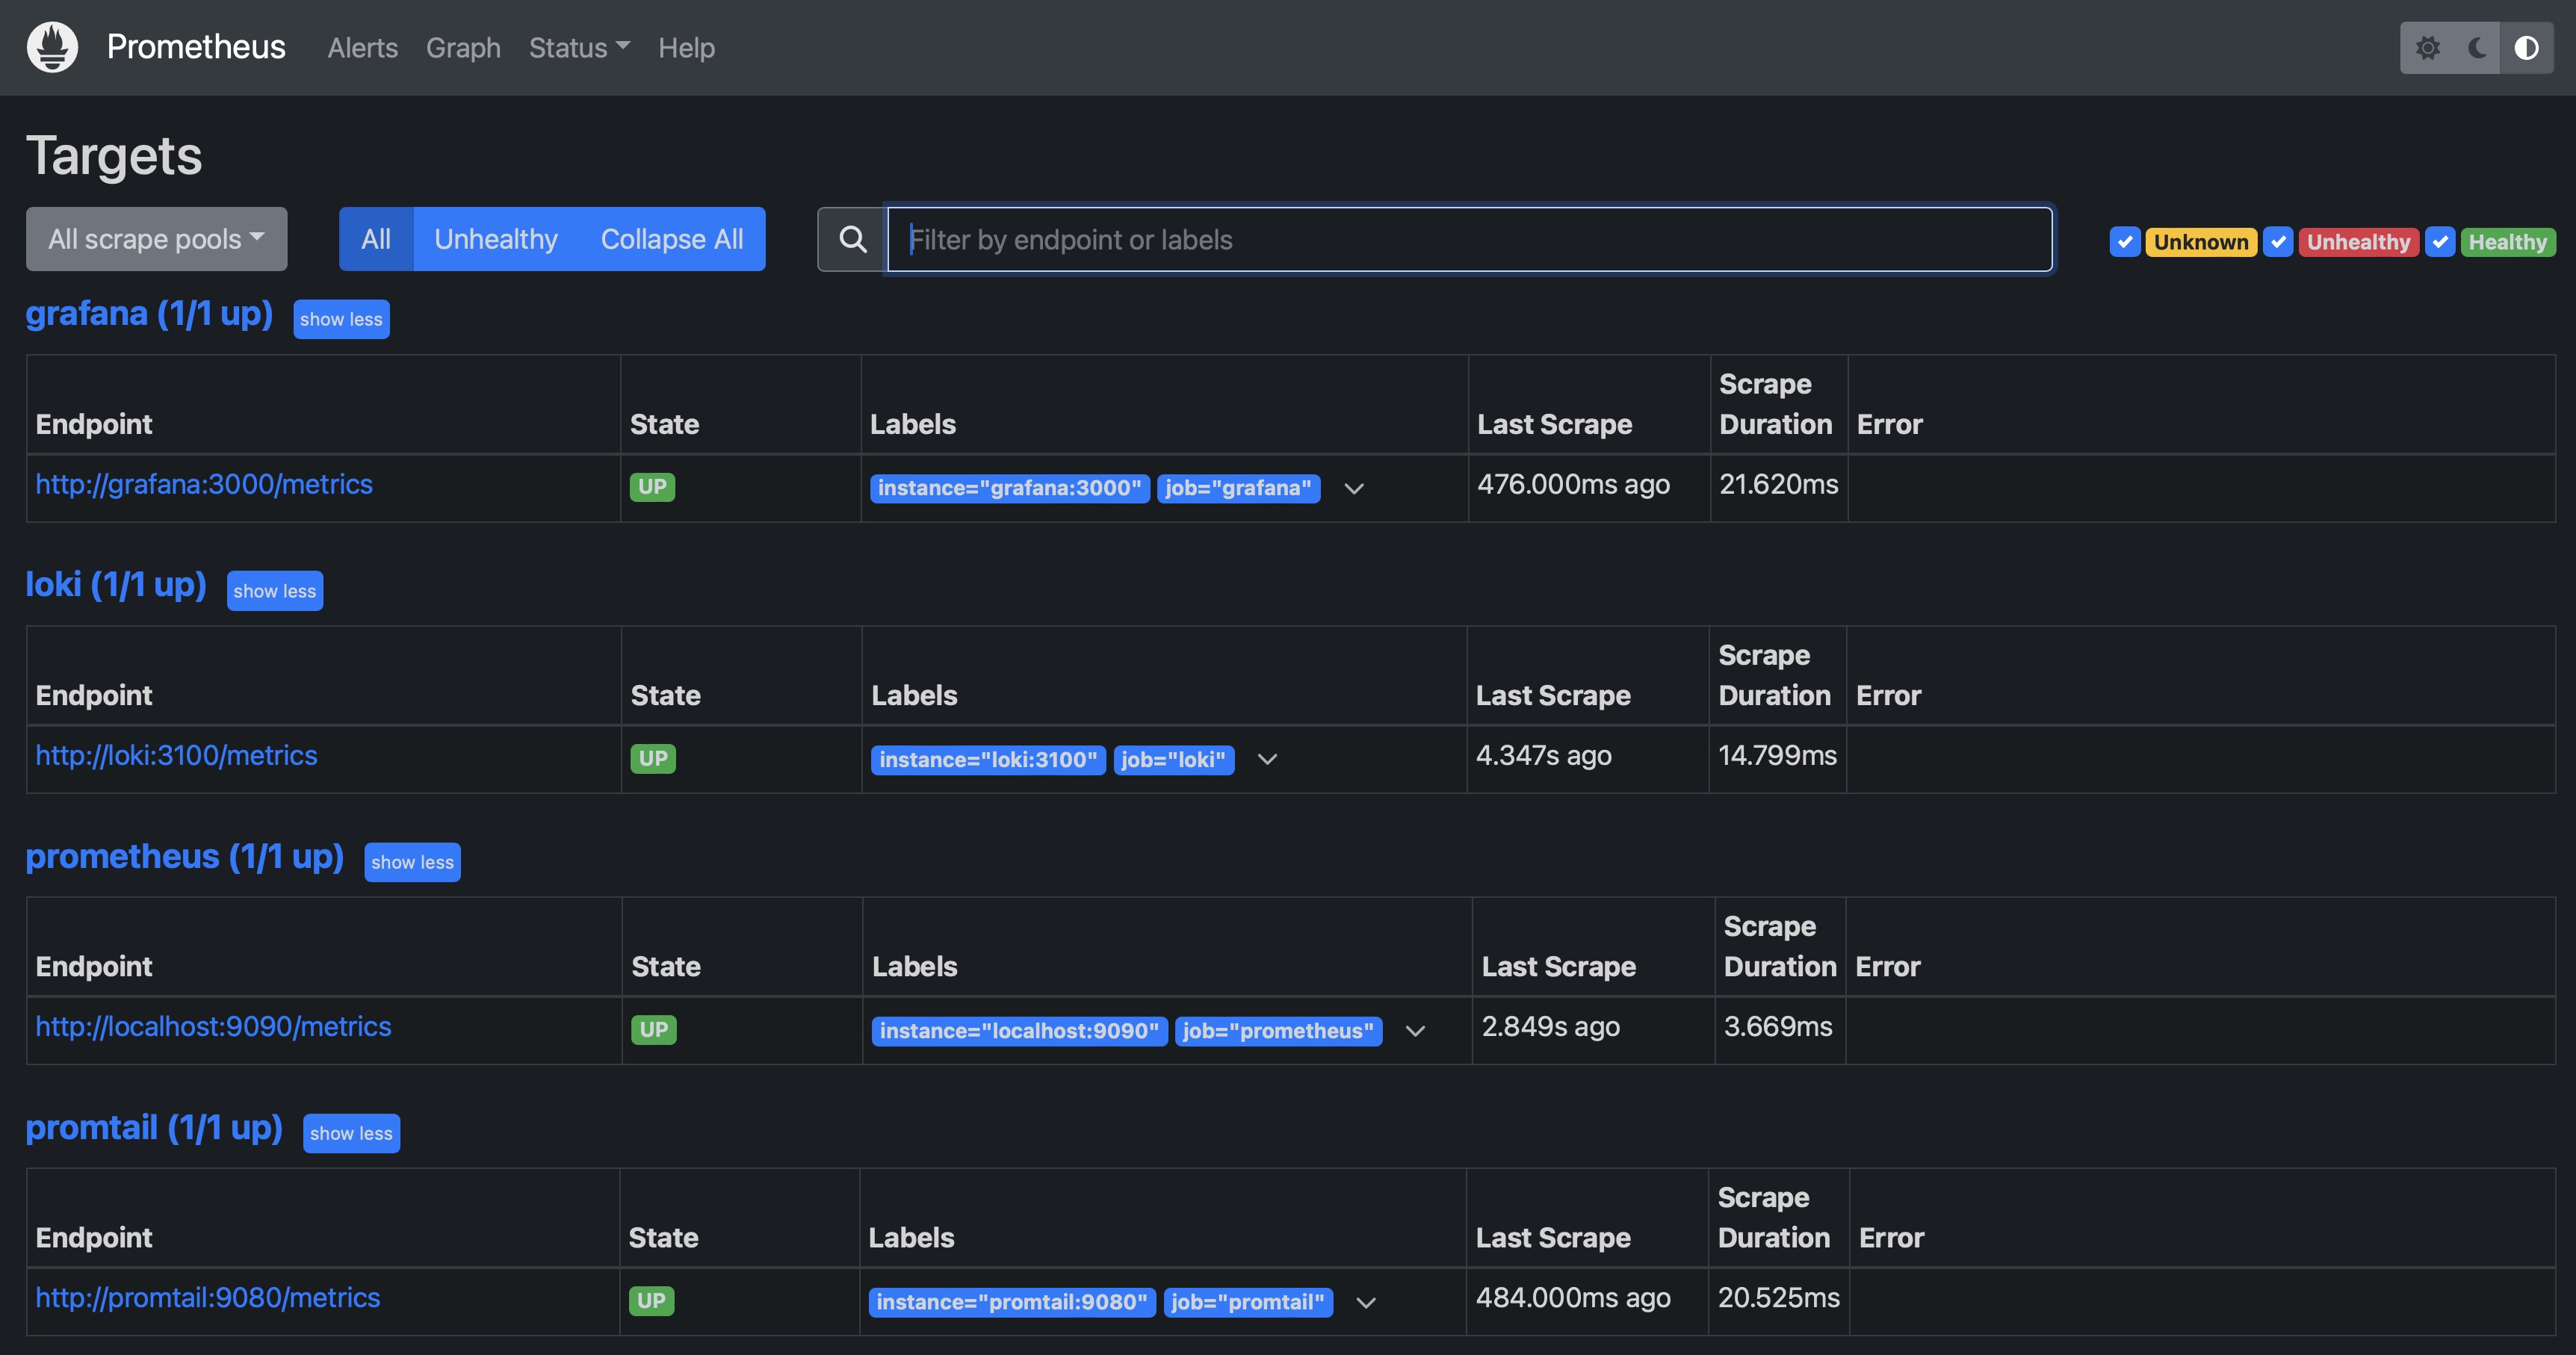 Prometheus Alerts Graph Status Help
Targets
All scrape pools All Unhealthy Collapse All Filter by endpoint or labels Unknown Unhealthy Healthy
grafana (1/1 up) show less
Endpoint State Labels Last Scrape Scrape Duration Error
http://grafana:3000/metrics UP instance="grafana:3000" job="grafana" 476.000ms ago 21.620ms
loki (1/1 up) show less
Endpoint State Labels Last Scrape Scrape Duration Error
http://loki:3100/metrics UP instance="loki:3100" job="loki" 4.347s ago 14.799ms
prometheus (1/1 up) show less
Endpoint State Labels Last Scrape Scrape Duration Error
http://localhost:9090/metrics UP instance="localhost:9090" job="prometheus" 2.849s ago 3.669ms
promtail (1/1 up) show less
Endpoint State Labels Last Scrape Scrape Duration Error
http://promtail:9080/metrics UP instance="promtail:9080" job="promtail" 484.000ms ago 20.525ms